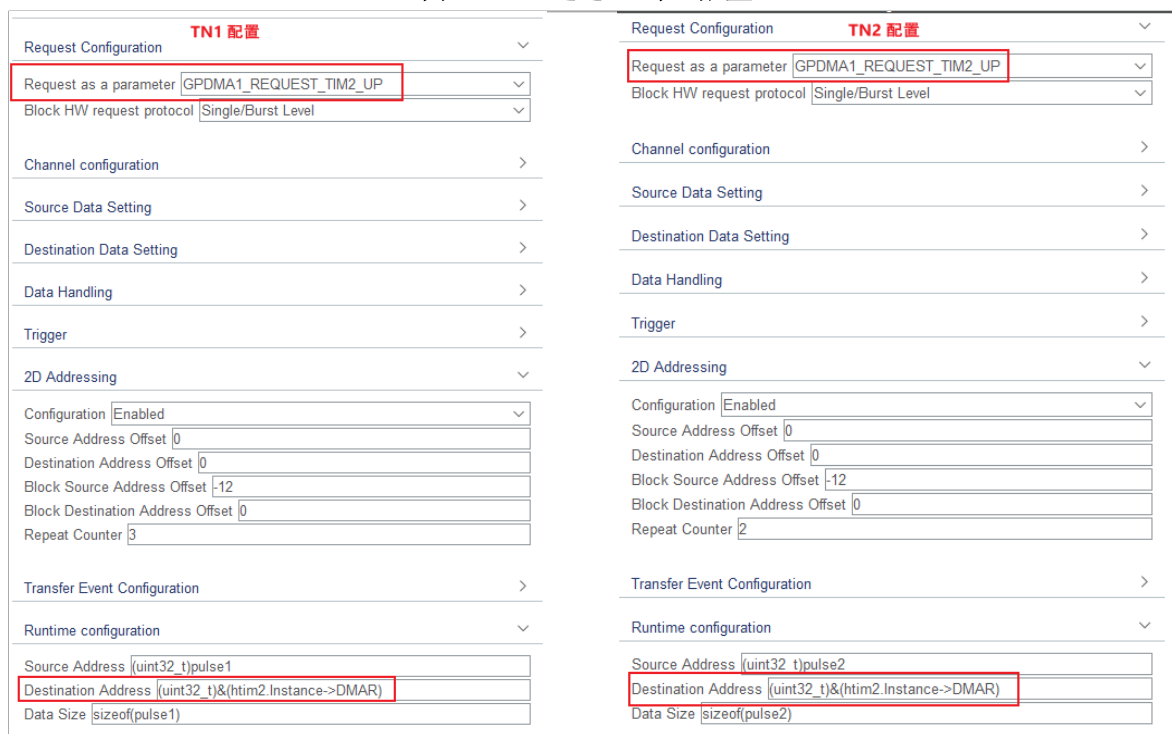 TN1 配置
Request Configuration
Request as a parameter GPDMA1_REQUEST_TIM2_UP
Block HW request protocol Single/Burst Level
Channel configuration
Source Data Setting
Destination Data Setting
Data Handling
Trigger
2D Addressing
Configuration Enabled
Source Address Offset 0
Destination Address Offset 0
Block Source Address Offset -12
Block Destination Address Offset 0
Repeat Counter 3
Transfer Event Configuration
Runtime configuration
Source Address (uint32_t)pulse1
Destination Address (uint32_t)&(htim2.Instance->DMAR)
Data Size sizeof(pulse1)
Request Configuration TN2 配置
Request as a parameter GPDMA1_REQUEST_TIM2_UP
Block HW request protocol Single/Burst Level
Channel configuration
Source Data Setting
Destination Data Setting
Data Handling
Trigger
2D Addressing
Configuration Enabled
Source Address Offset 0
Destination Address Offset 0
Block Source Address Offset -12
Block Destination Address Offset 0
Repeat Counter 2
Transfer Event Configuration
Runtime configuration
Source Address (uint32_t)pulse2
Destination Address (uint32_t)&(htim2.Instance->DMAR)
Data Size sizeof(pulse2)